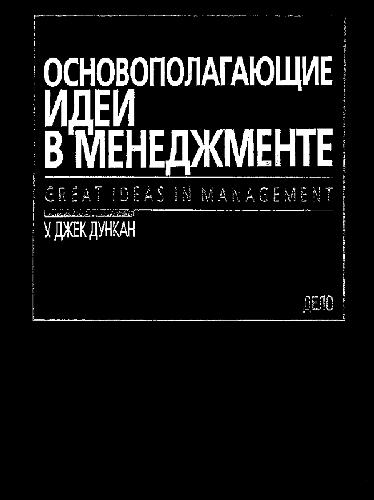 ОСНОВОПОЛАГАЮЩИЕ
ИДЕИ
В МЕНЕДЖМЕНТЕ
GREAT IDEAS IN MANAGEMENT
У. ДЖЕК ДУНКАН
ДЕЛО